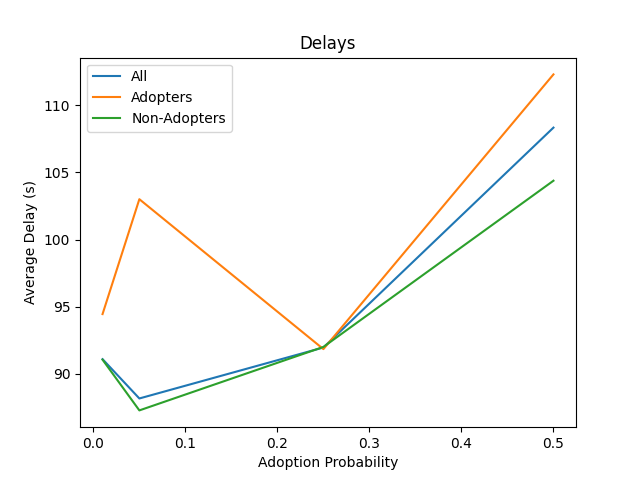 Delays
All
Adopters
Non-Adopters
Average Delay (s)
110
105
100
95
90
0.0 0.1 0.2 0.3 0.4 0.5
Adoption Probability